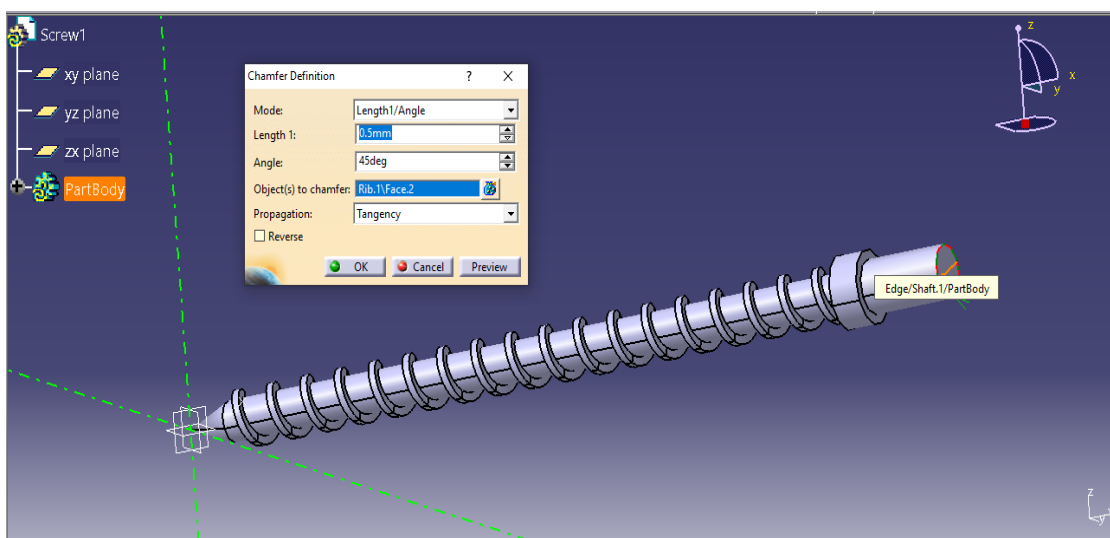 Screw1
xy plane
yz plane
zx plane
PartBody
Chamfer Definition ? X
Mode: Length1/Angle
Length 1: 0.5mm
Angle: 45deg
Object(s) to chamfer: Rib.1\Face.2
Propagation: Tangency
Reverse
OK Cancel Preview
Edge/Shaft.1/PartBody
z
x
y
z
y